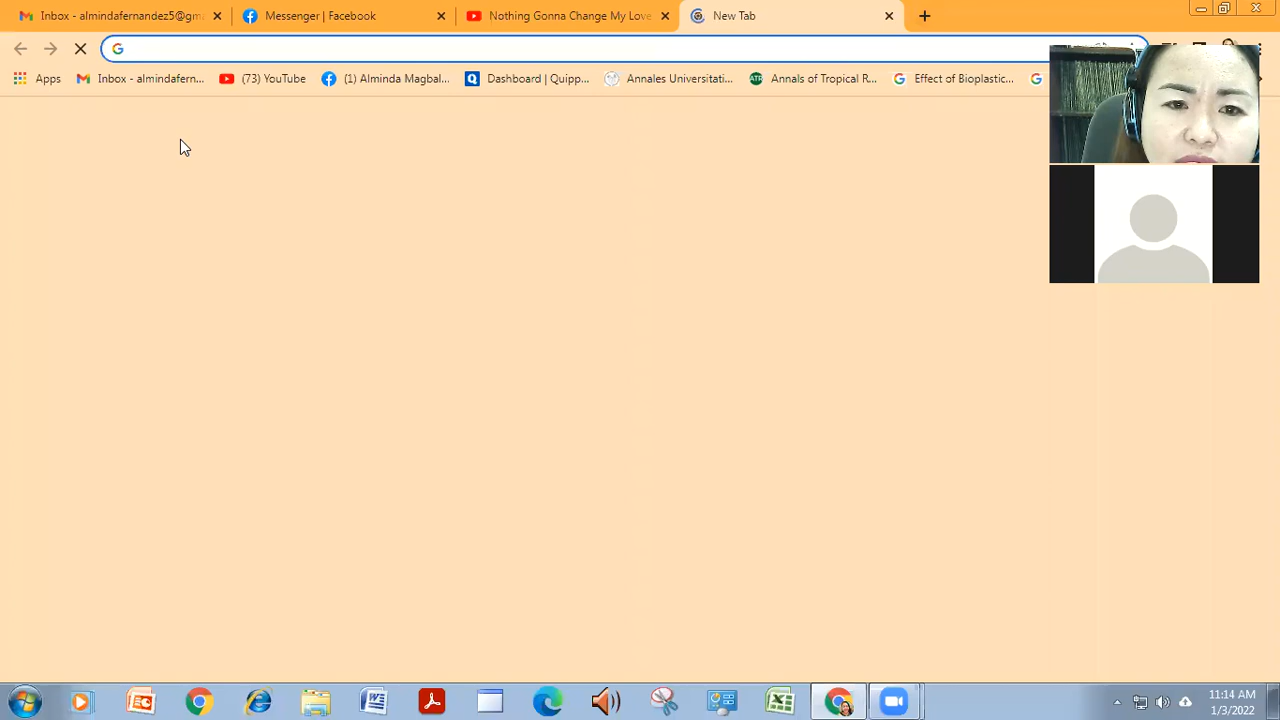 Inbox - almindafernandez5@gm
Messenger | Facebook
Nothing Gonna Change My Love
New Tab
Apps
Inbox - almindafern...
(73) YouTube
(1) Alminda Magbal...
Dashboard | Quipp...
Annales Universitati...
Annals of Tropical R...
Effect of Bioplastic...
11:14 AM
1/3/2022